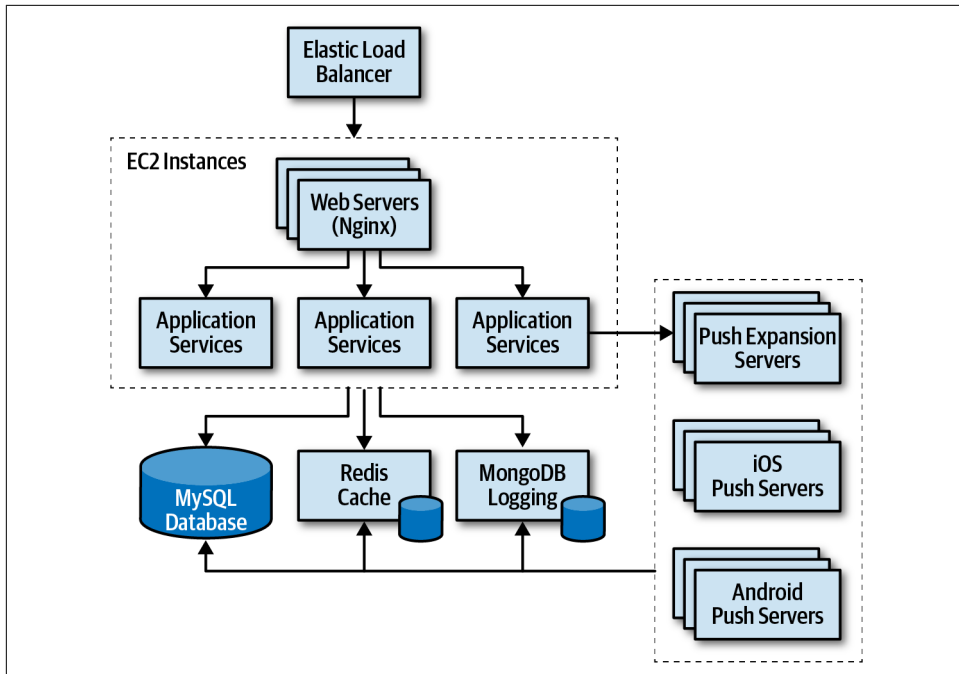 Elastic Load
Balancer
EC2 Instances
Web Servers
(Nginx)
Application
Services
Application
Services
Application
Services
Push Expansion
Servers
MySQL
Database
Redis
Cache
MongoDB
Logging
iOS
Push Servers
Android
Push Servers